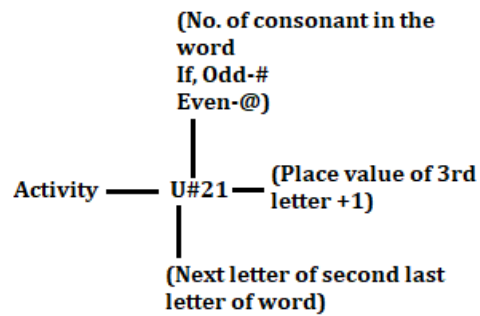 (No. of consonant in the
word
If, Odd-#
Even-@)
Activity
U#21
(Place value of 3rd
letter +1)
(Next letter of second last
letter of word)